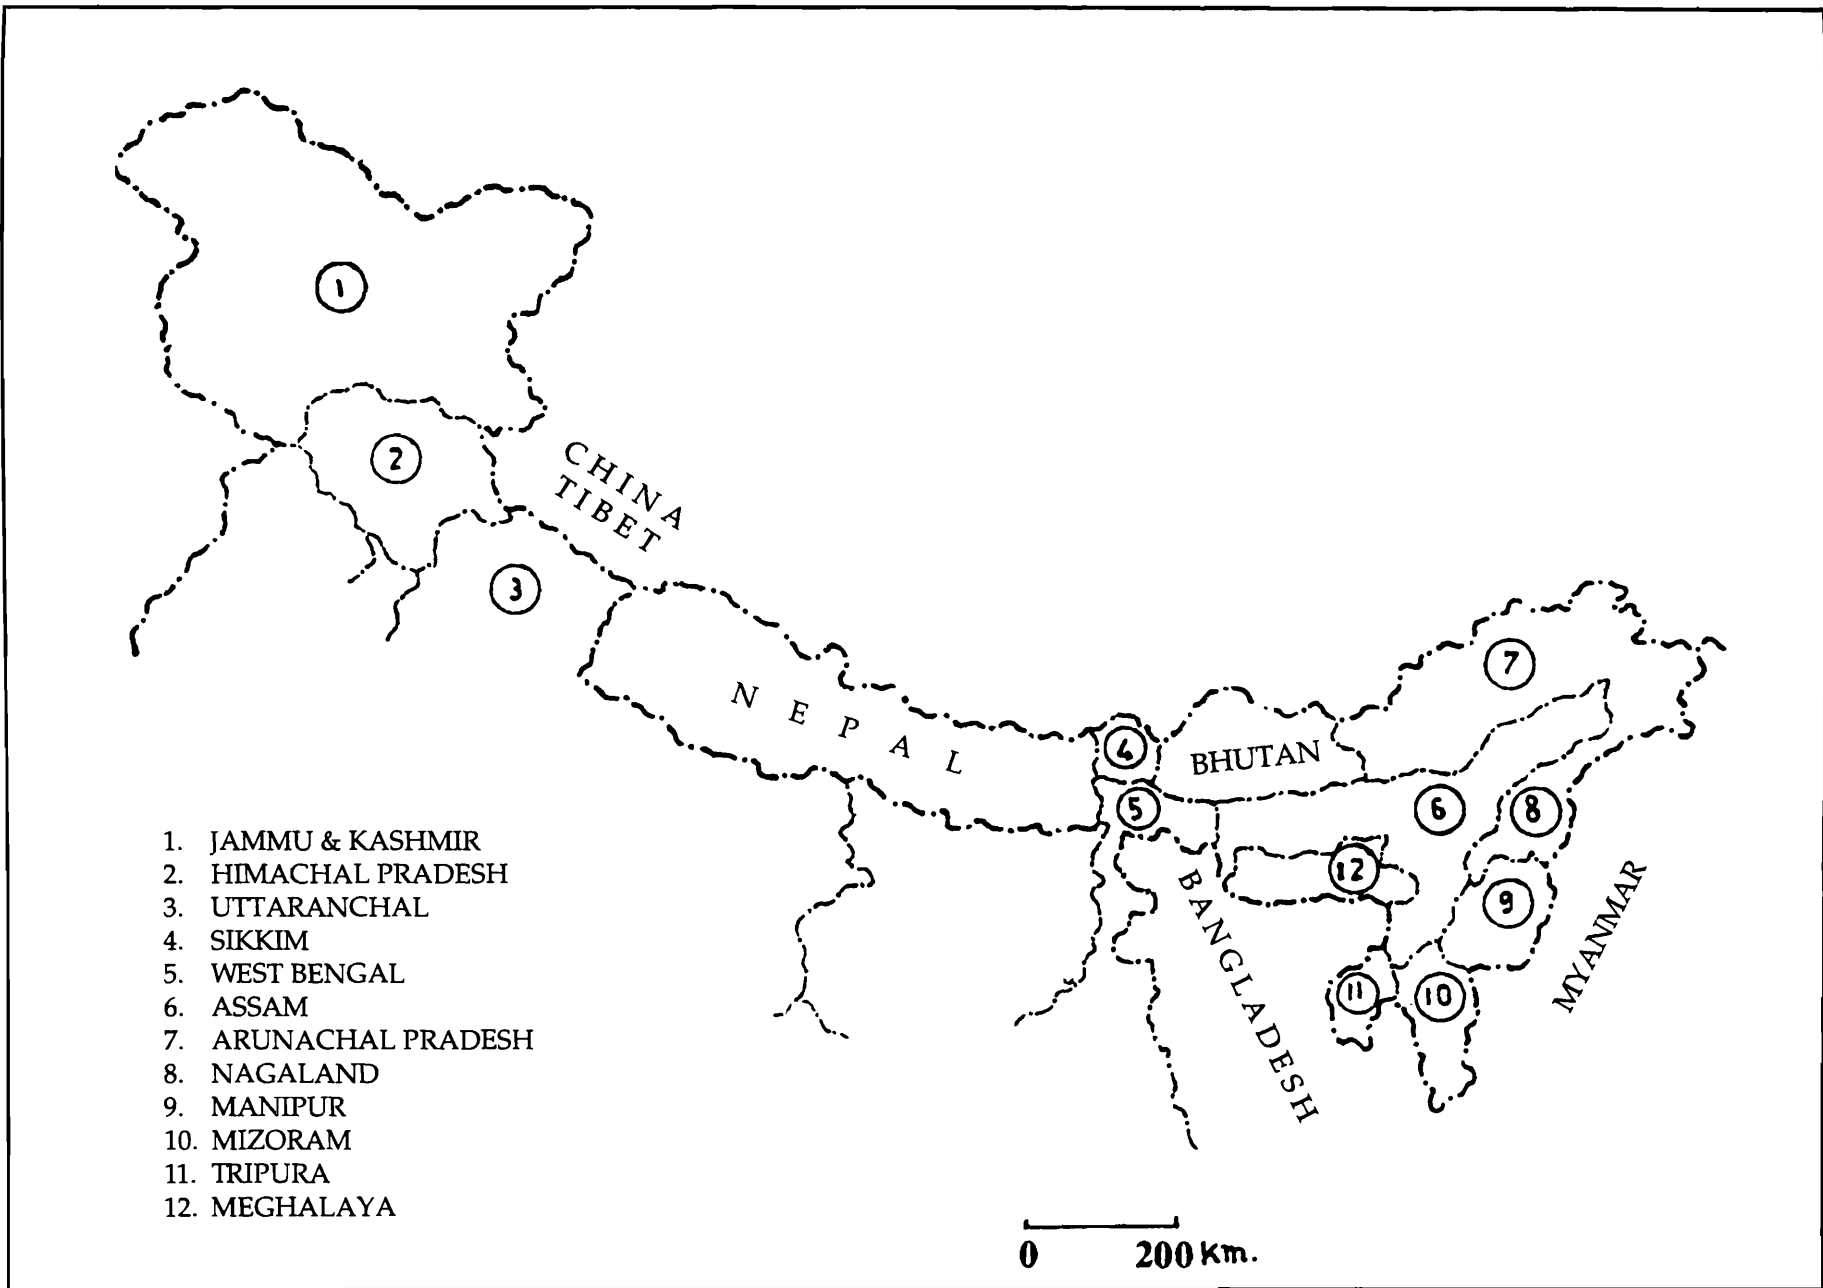 1
2
CHINA
TIBET
3
NEPAL
4
BHUTAN
7
5
6
8
12
9
BANGLADESH
MYANMAR
11
10
1. JAMMU & KASHMIR
2. HIMACHAL PRADESH
3. UTTARANCHAL
4. SIKKIM
5. WEST BENGAL
6. ASSAM
7. ARUNACHAL PRADESH
8. NAGALAND
9. MANIPUR
10. MIZORAM
11. TRIPURA
12. MEGHALAYA
0 200 km.